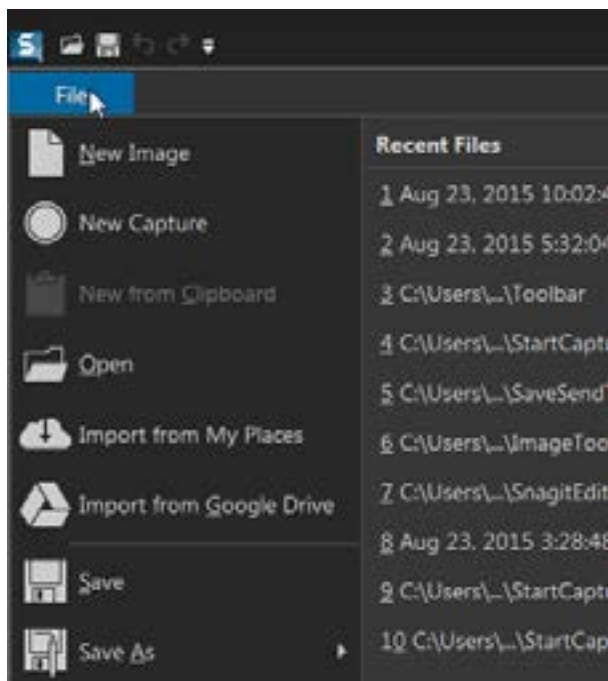 File
New Image
New Capture
New from Clipboard
Open
Import from My Places
Import from Google Drive
Save
Save As
Recent Files
1 Aug 23, 2015 10:02:4
2 Aug 23, 2015 5:32:04
3 C:\Users\...\Toolbar
4 C:\Users\...\StartCaptu
5 C:\Users\...\SaveSend
6 C:\Users\...\ImageToo
7 C:\Users\...\SnagitEdit
8 Aug 23, 2015 3:28:48
9 C:\Users\...\StartCaptu
10 C:\Users\...\StartCap